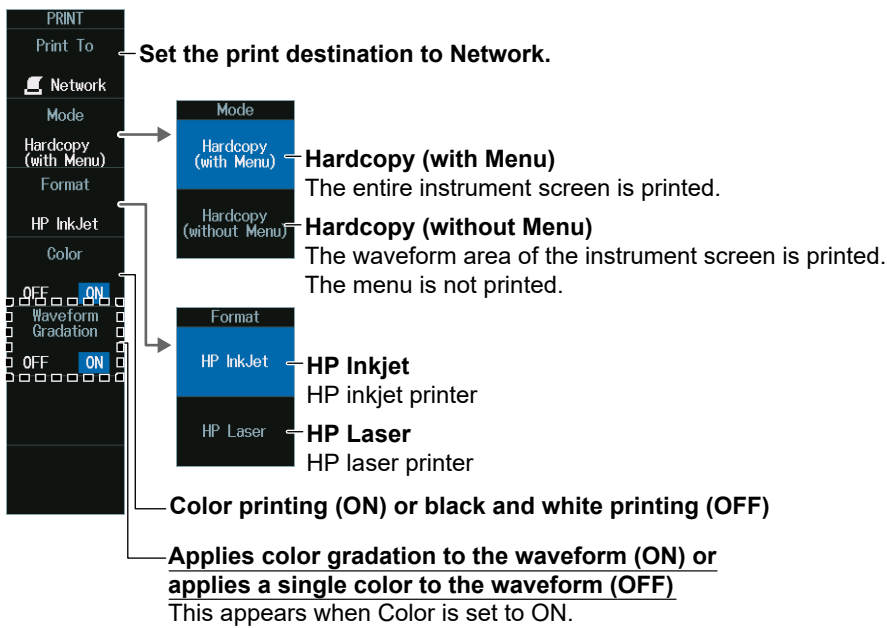 PRINT
Print To
Network
Mode
Hardcopy
(with Menu)
Format
HP InkJet
Color
OFF ON
Waveform
Gradation
OFF ON
Set the print destination to Network.
Mode
Hardcopy
(with Menu)
Hardcopy (with Menu)
The entire instrument screen is printed.
Hardcopy
(without Menu)
Hardcopy (without Menu)
The waveform area of the instrument screen is printed.
The menu is not printed.
Format
HP InkJet
HP Inkjet
HP inkjet printer
HP Laser
HP Laser
HP laser printer
Color printing (ON) or black and white printing (OFF)
Applies color gradation to the waveform (ON) or
applies a single color to the waveform (OFF)
This appears when Color is set to ON.